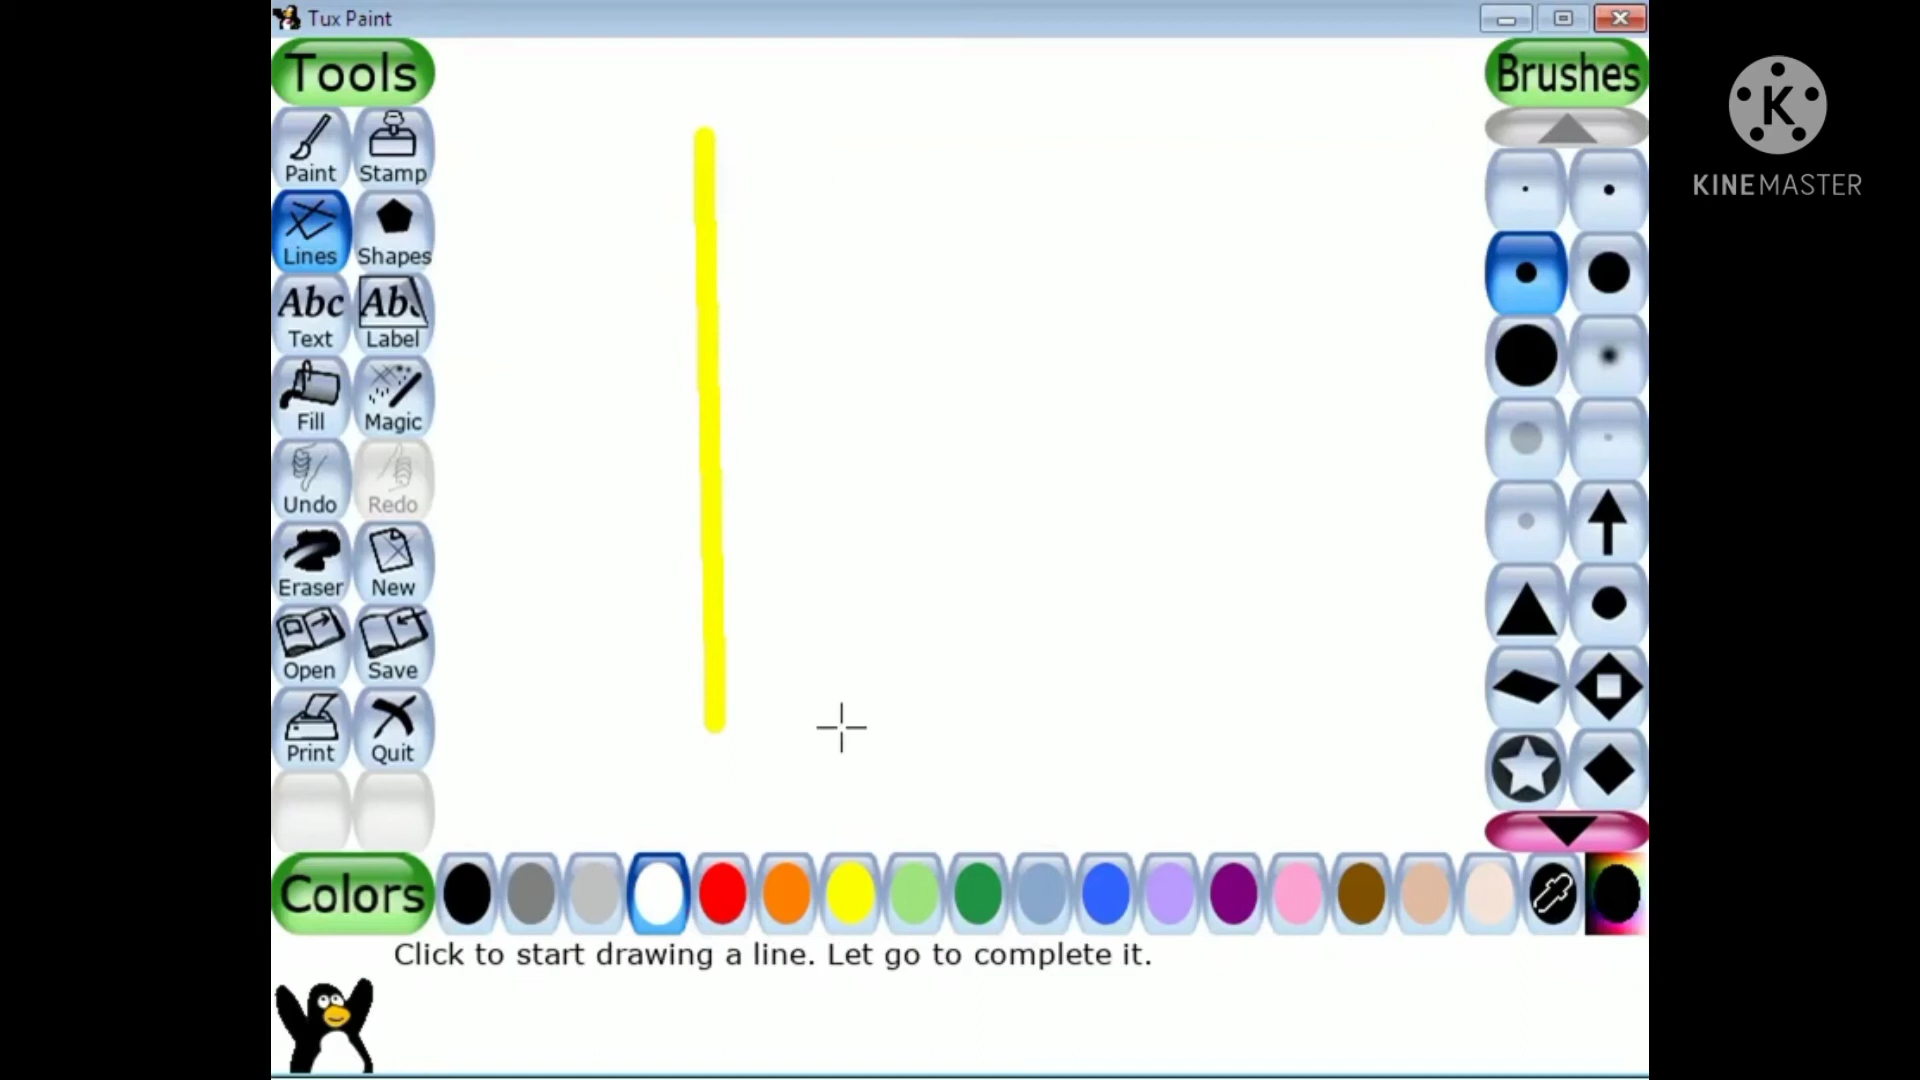 Tux Paint
Tools
Brushes
K
KINEMASTER
Paint Stamp
Lines Shapes
Abc Abc
Text Label
Fill Magic
Undo Redo
Eraser New
Open Save
Print Quit
Colors
Click to start drawing a line. Let go to complete it.